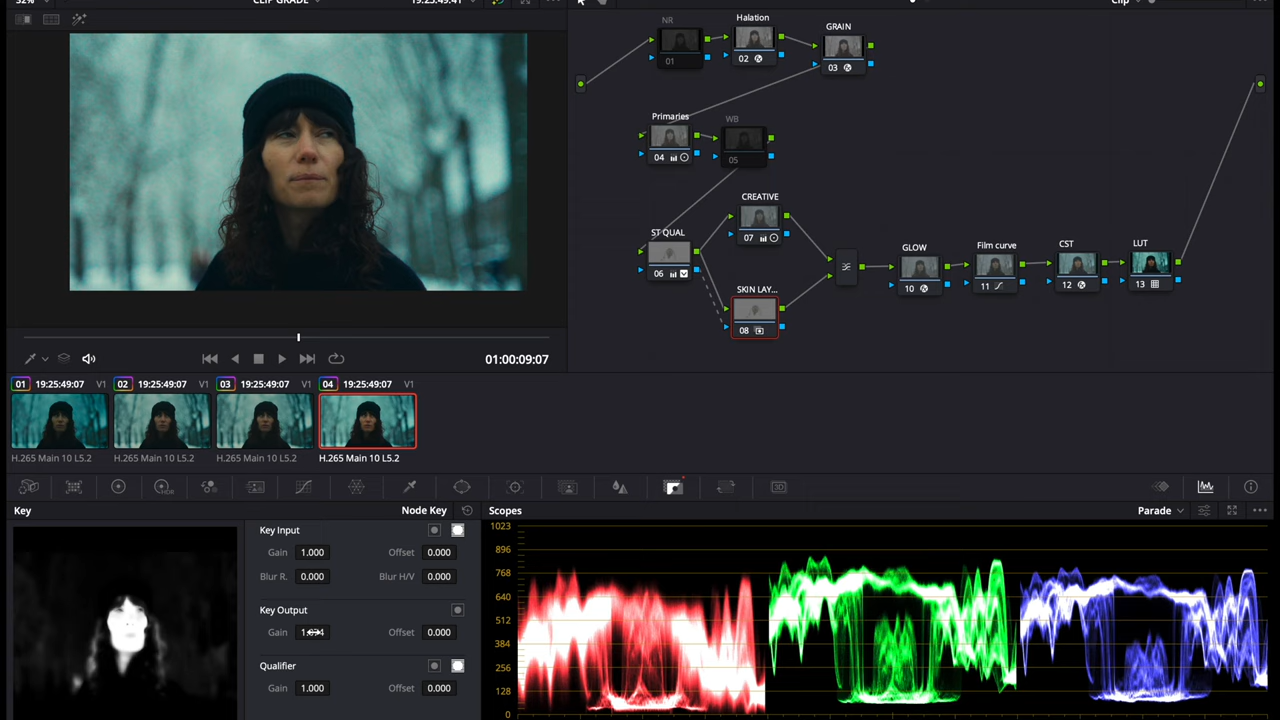 32%
CLIP GRADE
19:25:49:41
Clip
NR
01
Halation
02
GRAIN
03
Primaries
04
WB
05
CREATIVE
07
ST QUAL
06
SKIN LAY...
08
GLOW
10
Film curve
11
CST
12
LUT
13
01:00:09:07
01 19:25:49:07 V1
02 19:25:49:07 V1
03 19:25:49:07 V1
04 19:25:49:07 V1
H.265 Main 10 L5.2
H.265 Main 10 L5.2
H.265 Main 10 L5.2
H.265 Main 10 L5.2
HDR
3D
Key
Node Key
Key Input
Gain 1.000 Offset 0.000
Blur R. 0.000 Blur H/V 0.000
Key Output
Gain Offset 0.000
Qualifier
Gain 1.000 Offset 0.000
Scopes
Parade
1023
896
768
640
512
384
256
128
0